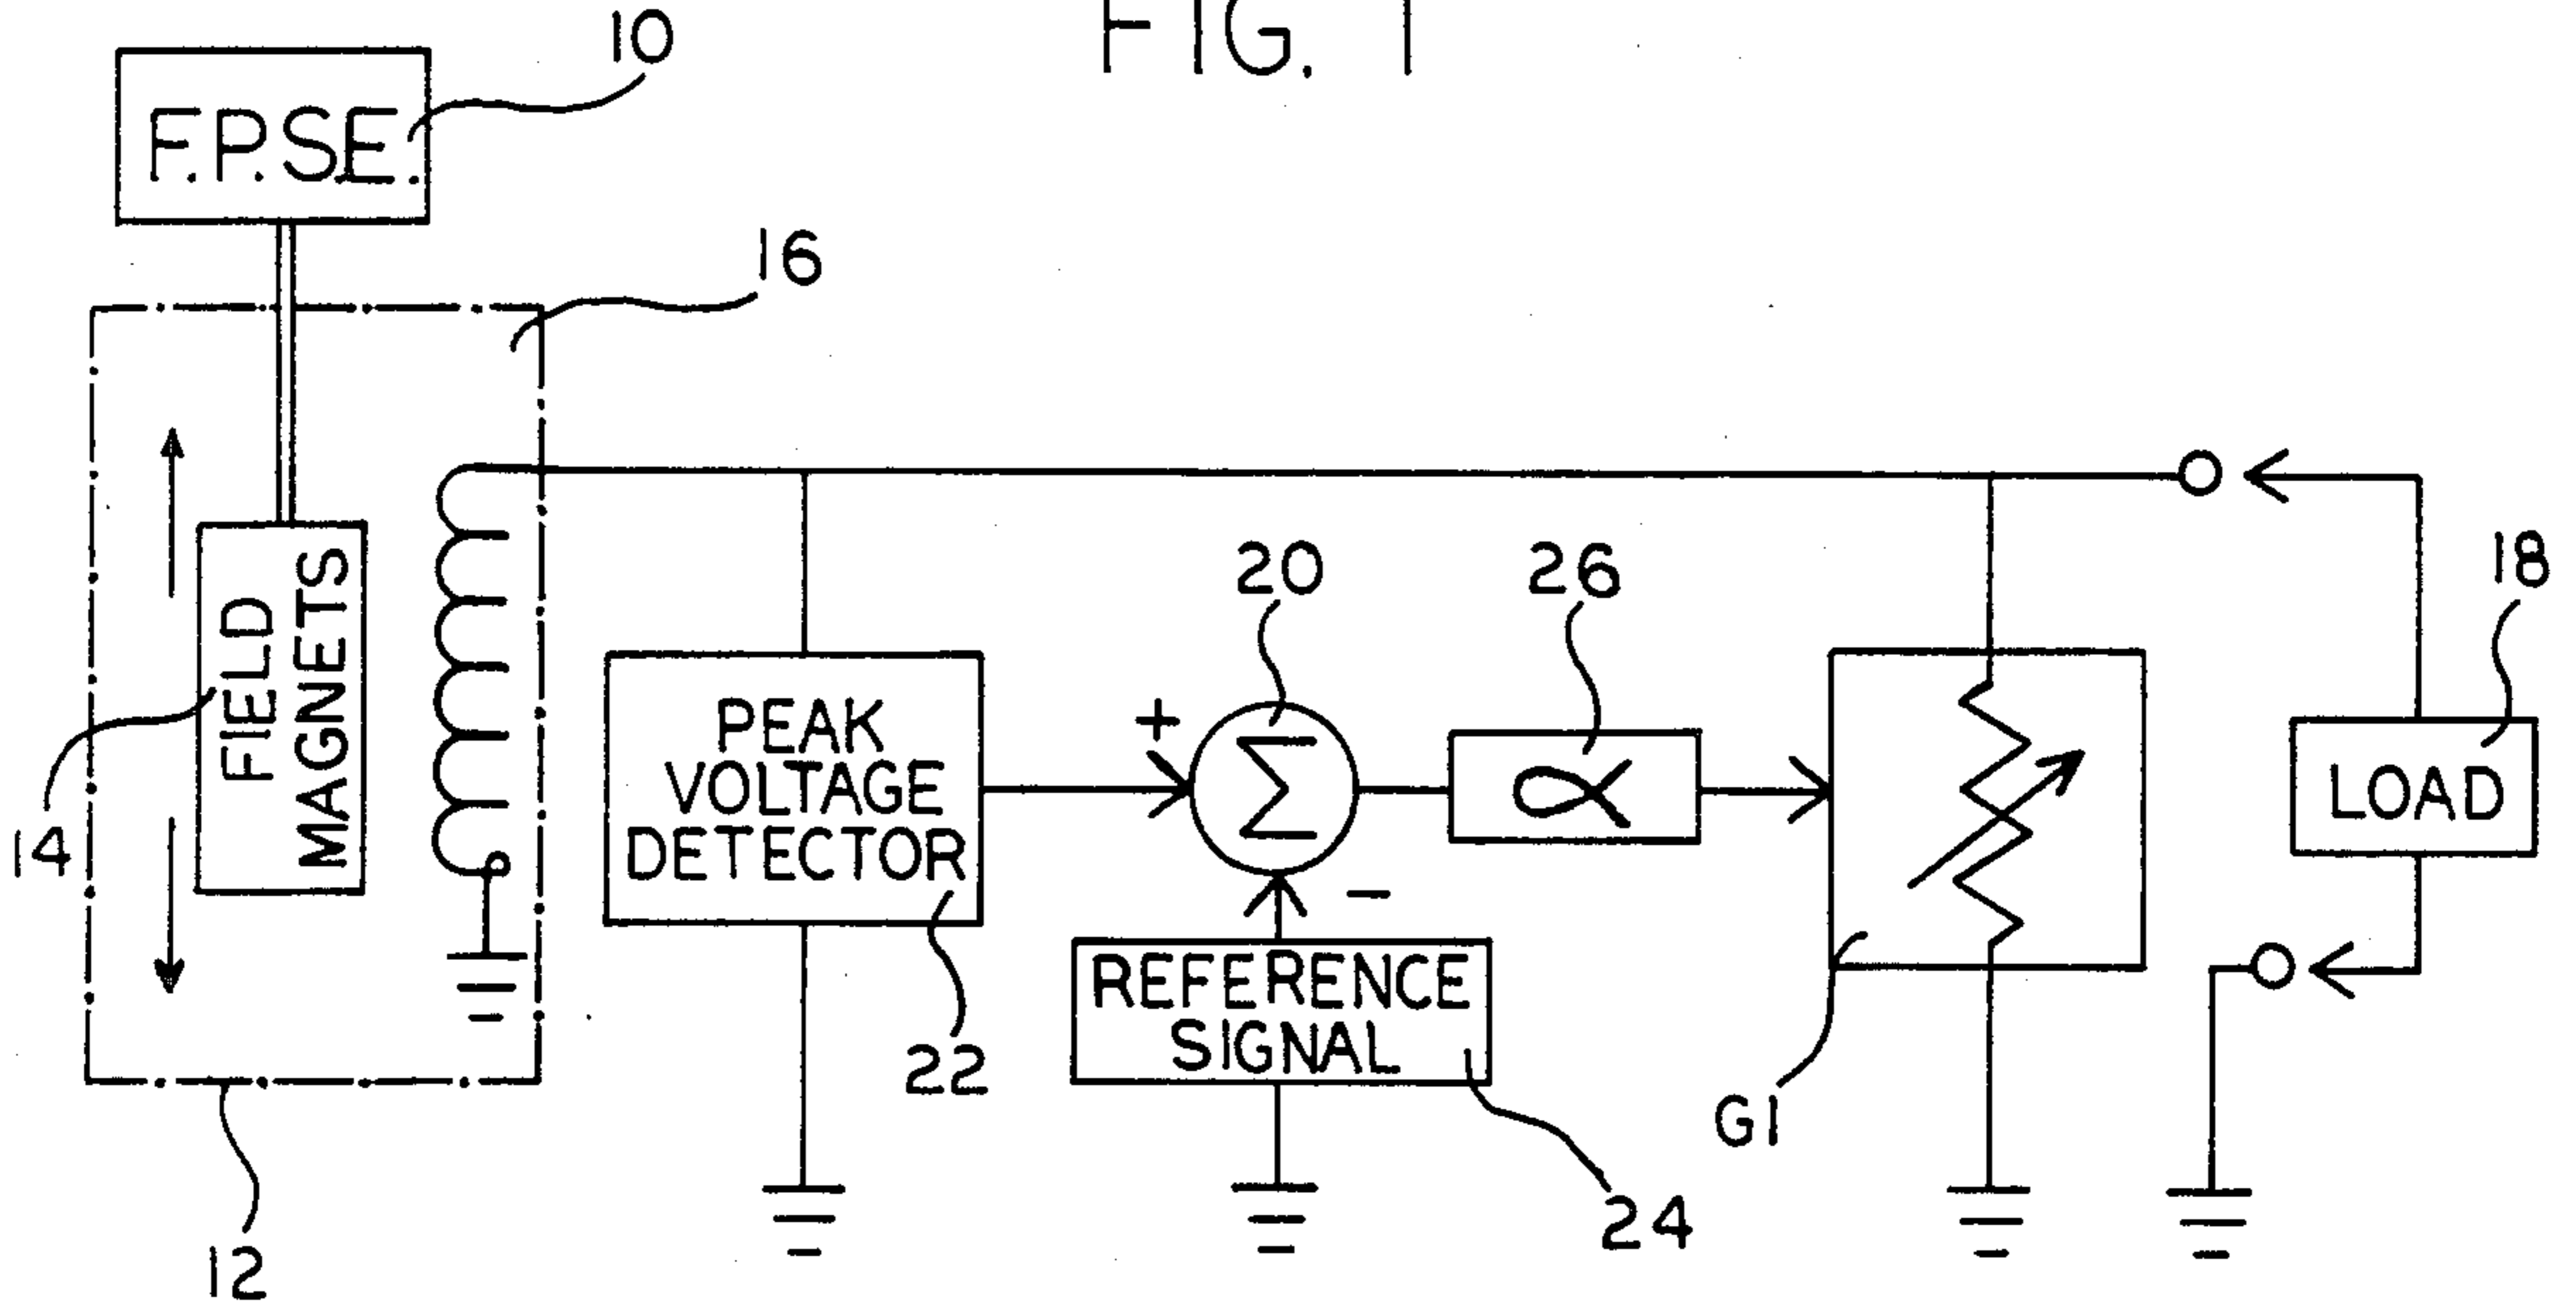 FIG. 1
10
F.P.S.E.
16
FIELD
MAGNETS
14
12
PEAK
VOLTAGE
DETECTOR
22
+
20
Σ
-
REFERENCE
SIGNAL
24
26
α
G1
18
LOAD